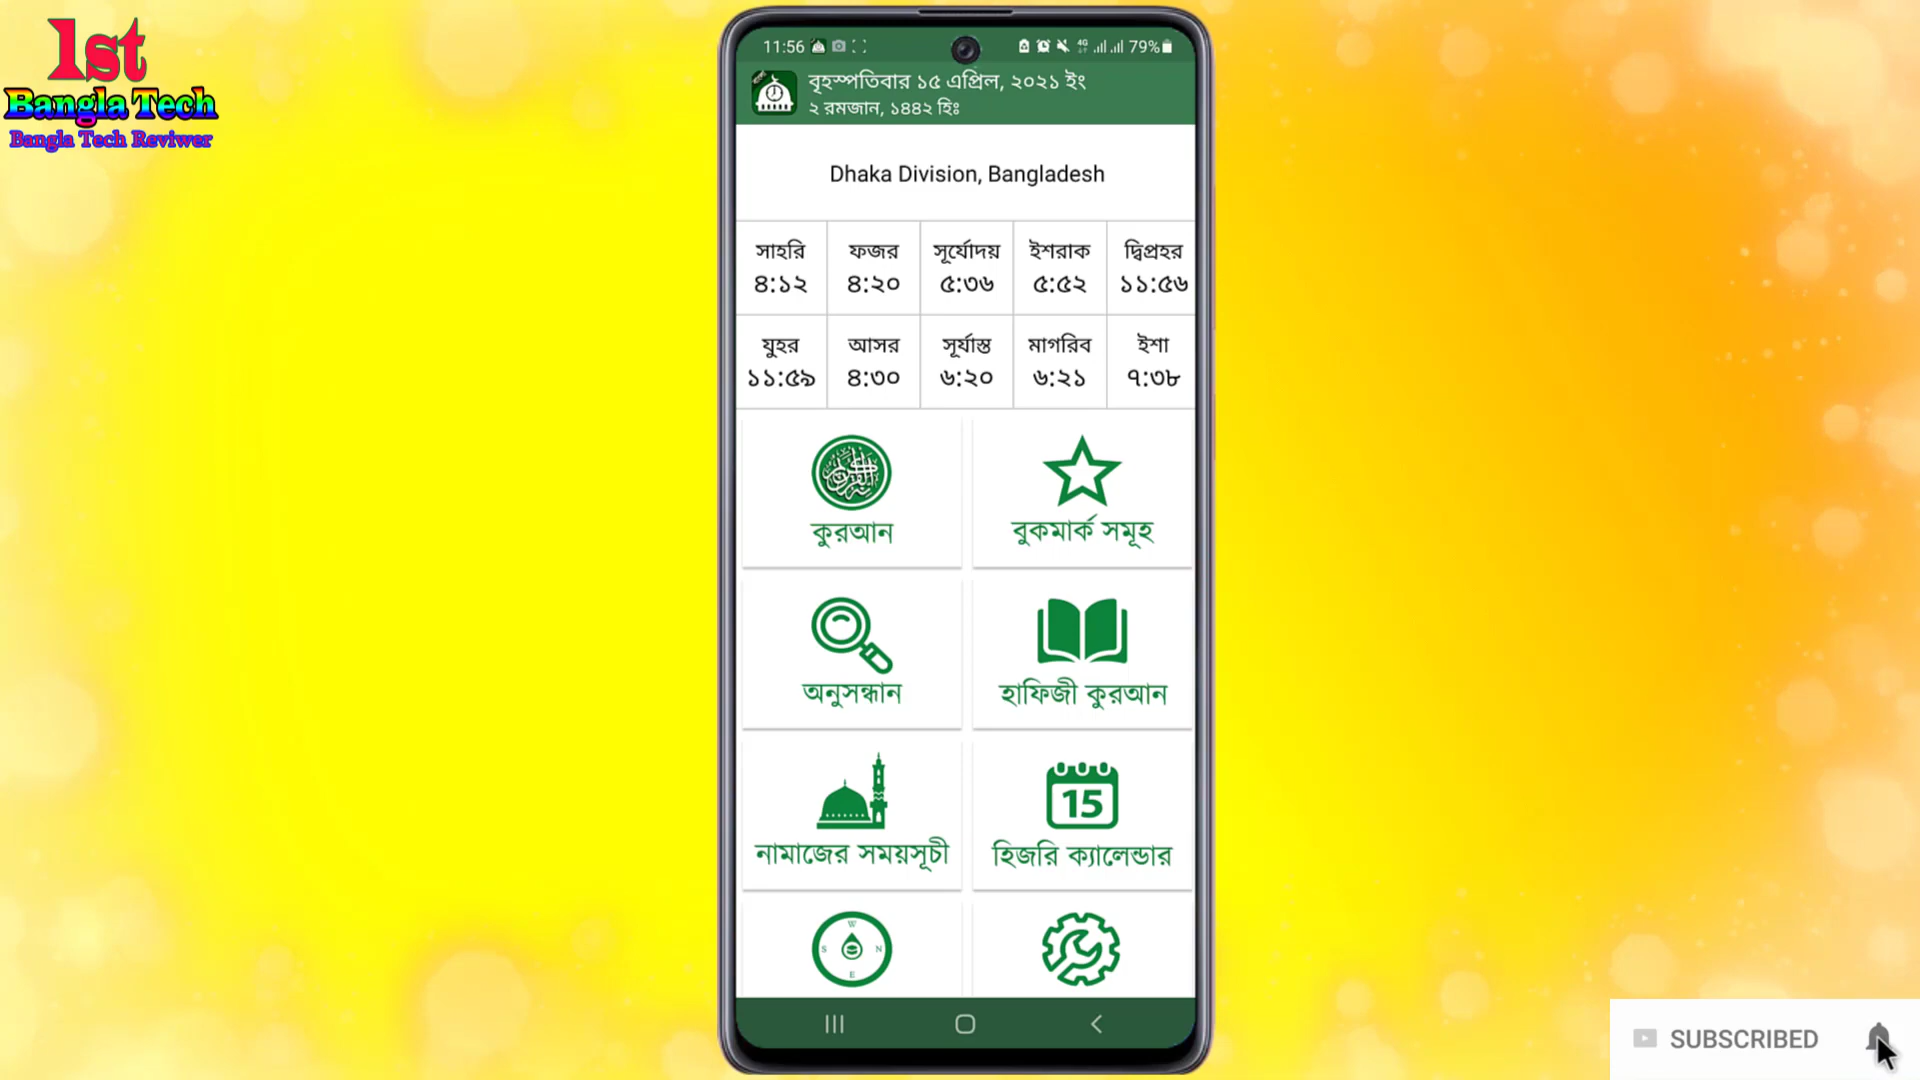 1st
Bangla Tech
Bangla Tech Reviwer
11:56
4G
79%
বৃহস্পতিবার ১৫ এপ্রিল, ২০২১ ইং
২ রমজান, ১৪৪২ হিঃ
Dhaka Division, Bangladesh
সাহরি ফজর সূর্যোদয় ইশরাক দ্বিপ্রহর
৪:১২ ৪:২০ ৫:৩৬ ৫:৫২ ১১:৫৬
যুহর আসর সূর্যাস্ত মাগরিব ইশা
১১:৫৯ ৪:৩০ ৬:২০ ৬:২১ ৭:৩৮
কুরআন বুকমার্ক সমূহ
অনুসন্ধান হাফিজী কুরআন
15
নামাজের সময়সূচী হিজরি ক্যালেন্ডার
W
S N
E
SUBSCRIBED